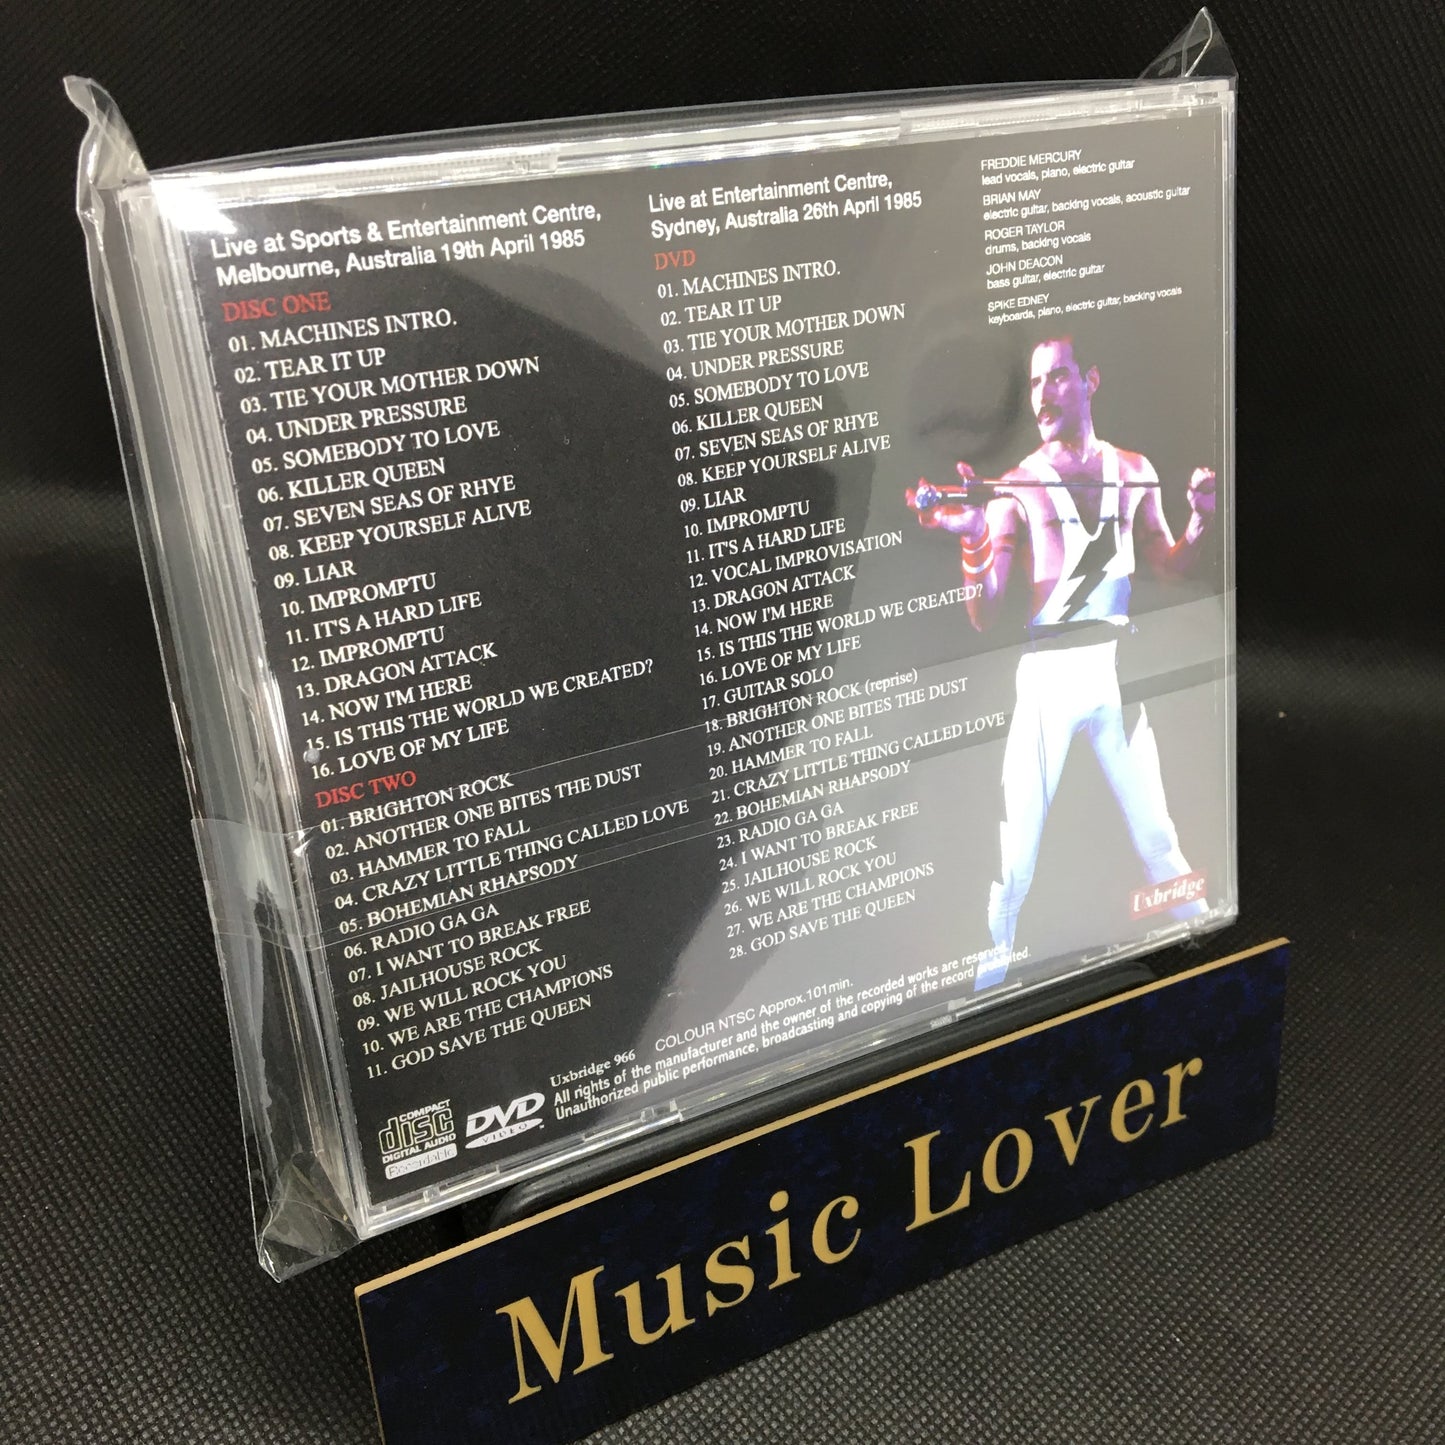 Live at Sports & Entertainment Centre,
Melbourne, Australia 19th April 1985
DISC ONE
01. MACHINES INTRO.
02. TEAR IT UP
03. TIE YOUR MOTHER DOWN
04. UNDER PRESSURE
05. SOMEBODY TO LOVE
06. KILLER QUEEN
07. SEVEN SEAS OF RHYE
08. KEEP YOURSELF ALIVE
09. LIAR
10. IMPROMPTU
11. IT'S A HARD LIFE
12. IMPROMPTU
13. DRAGON ATTACK
14. NOW I'M HERE
15. IS THIS THE WORLD WE CREATED?
16. LOVE OF MY LIFE
DISC TWO
01. BRIGHTON ROCK
02. ANOTHER ONE BITES THE DUST
03. HAMMER TO FALL
04. CRAZY LITTLE THING CALLED LOVE
05. BOHEMIAN RHAPSODY
06. RADIO GA GA
07. I WANT TO BREAK FREE
08. JAILHOUSE ROCK
09. WE WILL ROCK YOU
10. WE ARE THE CHAMPIONS
11. GOD SAVE THE QUEEN
Live at Entertainment Centre,
Sydney, Australia 26th April 1985
DVD
01. MACHINES INTRO.
02. TEAR IT UP
03. TIE YOUR MOTHER DOWN
04. UNDER PRESSURE
05. SOMEBODY TO LOVE
06. KILLER QUEEN
07. SEVEN SEAS OF RHYE
08. KEEP YOURSELF ALIVE
09. LIAR
10. IMPROMPTU
11. IT'S A HARD LIFE
12. VOCAL IMPROVISATION
13. DRAGON ATTACK
14. NOW I'M HERE
15. IS THIS THE WORLD WE CREATED?
16. LOVE OF MY LIFE
17. GUITAR SOLO
18. BRIGHTON ROCK (reprise)
19. ANOTHER ONE BITES THE DUST
20. HAMMER TO FALL
21. CRAZY LITTLE THING CALLED LOVE
22. BOHEMIAN RHAPSODY
23. RADIO GA GA
24. I WANT TO BREAK FREE
25. JAILHOUSE ROCK
26. WE WILL ROCK YOU
27. WE ARE THE CHAMPIONS
28. GOD SAVE THE QUEEN
FREDDIE MERCURY
lead vocals, piano, electric guitar
BRIAN MAY
electric guitar, backing vocals, acoustic guitar
ROGER TAYLOR
drums, backing vocals
JOHN DEACON
bass guitar, electric guitar
SPIKE EDNEY
keyboards, piano, electric guitar, backing vocals
Uxbridge
COMPACT
disc
DIGITAL AUDIO
Recordable
DVD
VIDEO
Uxbridge 966 COLOUR NTSC Approx.101min.
All rights of the manufacturer and the owner of the recorded works are reserved.
Unauthorized public performance, broadcasting and copying of the record prohibited.
Music Lover